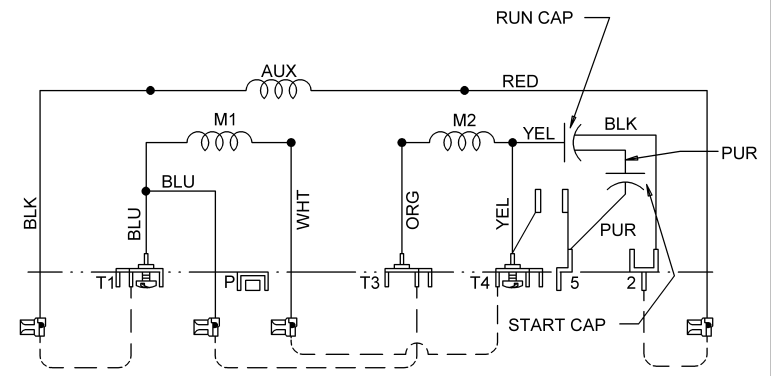 RUN CAP
AUX
RED
M1
M2
YEL
BLK
PUR
BLU
BLK
BLU
WHT
ORG
YEL
PUR
T1
P
T3
T4
5
2
START CAP